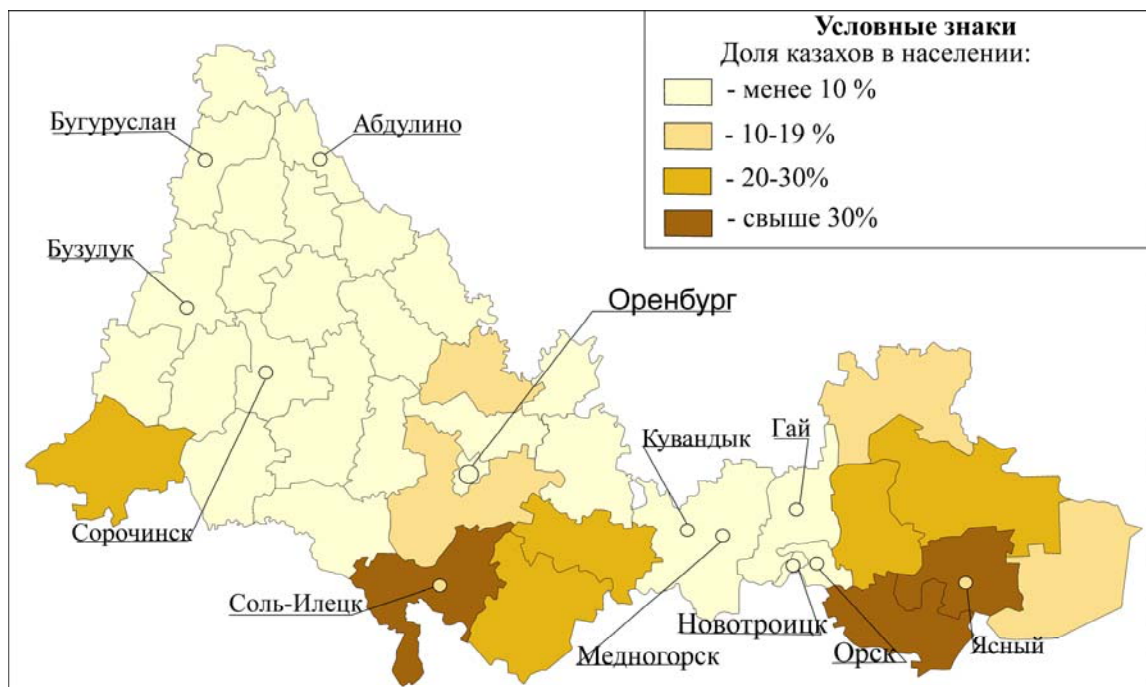 Условные знаки
Доля казахов в населении:
- менее 10 %
- 10-19 %
- 20-30%
- свыше 30%
Бугуруслан
Абдулино
Бузулук
Оренбург
Кувандык
Гай
Сорочинск
Соль-Илецк
Новотроицк
Медногорск
Орск
Ясный